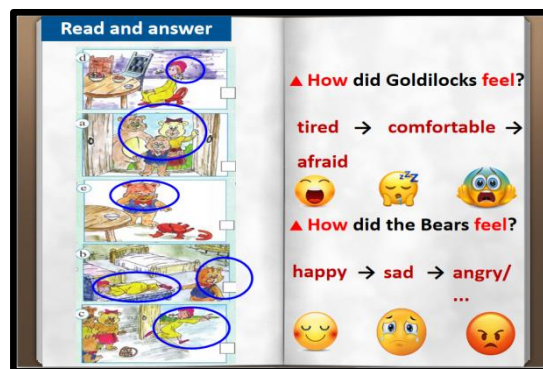 Read and answer
d
a
e
b
c
▲ How did Goldilocks feel?
tired → comfortable →
afraid
▲ How did the Bears feel?
happy → sad → angry/
...